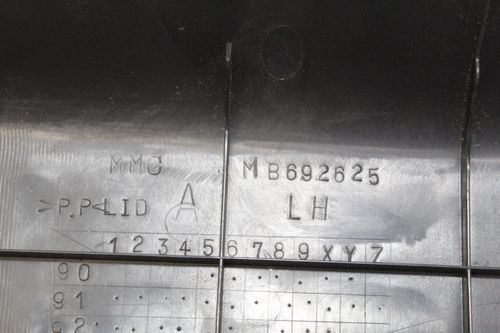 MMC MB692625
>P.P< LID A LH
1 2 3 4 5 6 7 8 9 X Y Z
90
91
92